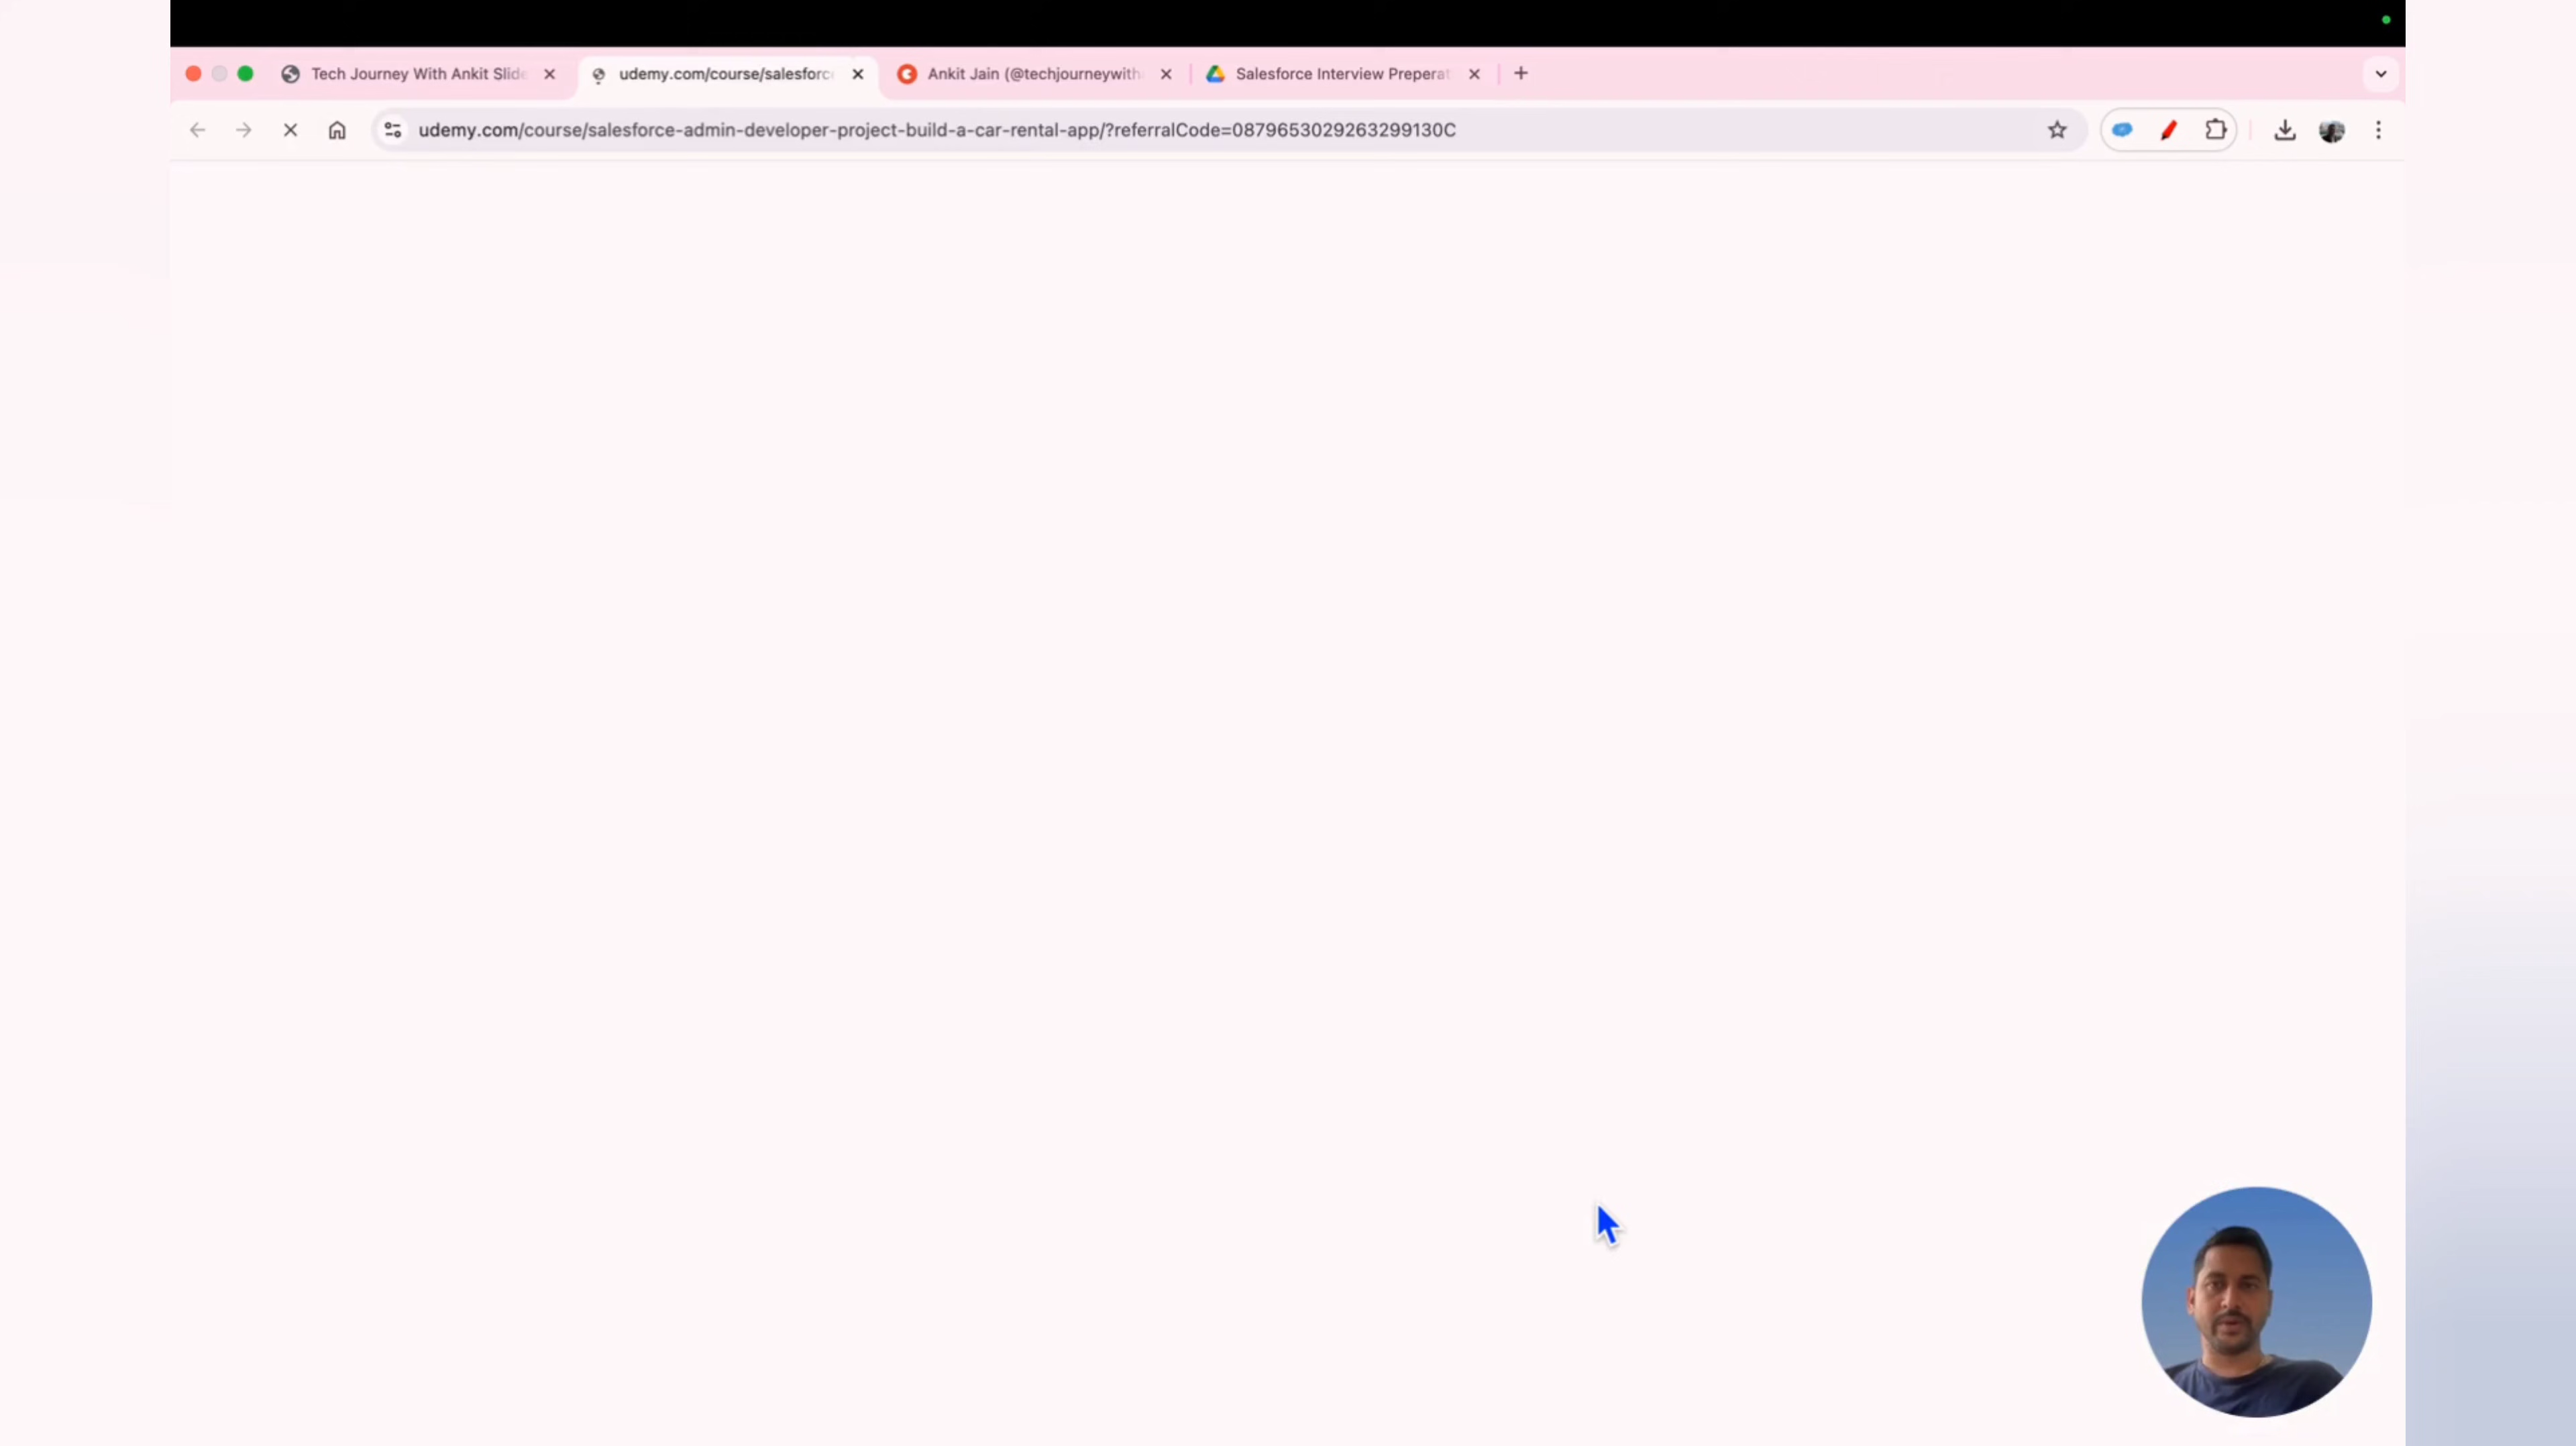 Tech Journey With Ankit Slide
udemy.com/course/salesforc
Ankit Jain (@techjourneywith
Salesforce Interview Preperat
udemy.com/course/salesforce-admin-developer-project-build-a-car-rental-app/?referralCode=0879653029263299130C